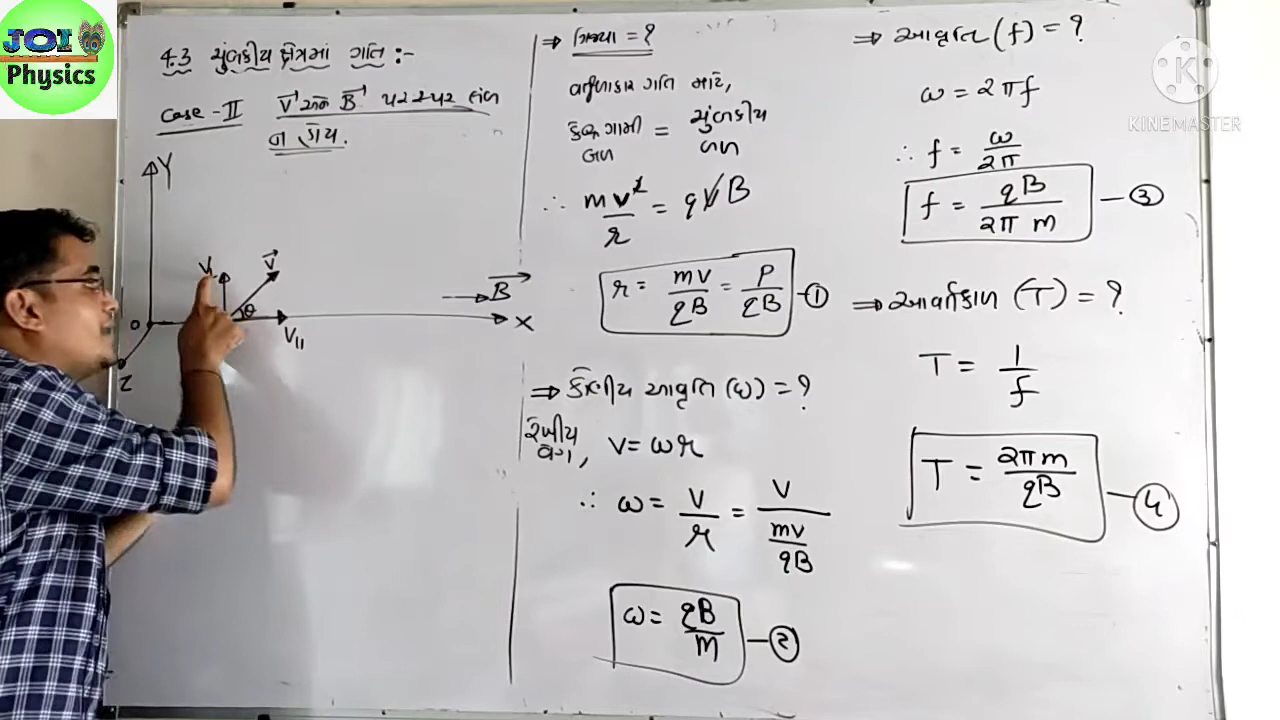 JOI
Physics
KINEMASTER
4.3 ચુંબકીય ક્ષેત્રમાં ગતિ :-
Case - II V⃗ અને B⃗ પરસ્પર લંબ
ન હોય.
Y
V⊥
V⃗
θ
V||
O
Z
B⃗
X
⇒ ત્રિજ્યા = ?
વર્તુળાકાર ગતિ માટે,
કેન્દ્રગામી બળ = ચુંબકીય બળ
∴ mv²/r = qVB
r = mv/qB = P/qB —①
⇒ કોણીય આવૃતિ (ω) = ?
રેખીય વેગ, V = ωr
∴ ω = V/r = V/(mv/qB)
ω = qB/m —②
⇒ આવૃત્તિ (f) = ?
ω = 2πf
∴ f = ω/2π
f = qB/2πm —③
⇒ આવર્તકાળ (T) = ?
T = 1/f
T = 2πm/qB —④